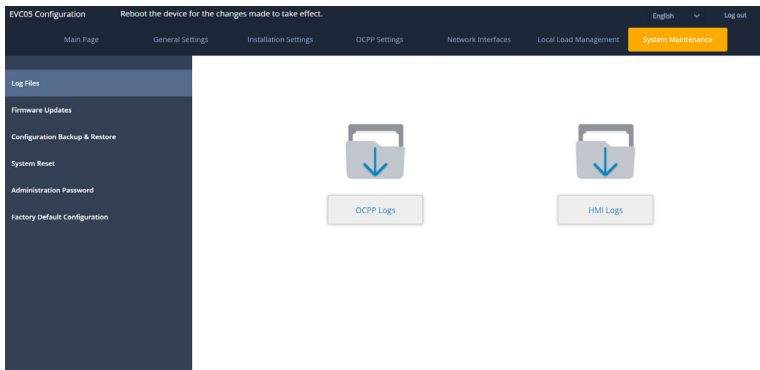 EVC05 Configuration Reboot the device for the changes made to take effect. English Log out
Main Page General Settings Installation Settings OCPP Settings Network Interfaces Local Load Management System Maintenance
Log Files
Firmware Updates
Configuration Backup & Restore
System Reset
Administration Password
Factory Default Configuration
OCPP Logs HMI Logs